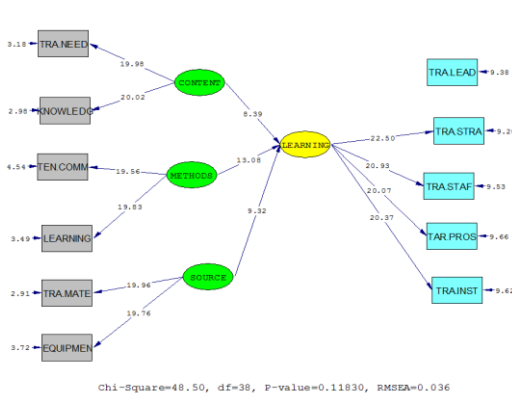 3.18
TRA.NEED
19.98
CONTENT
2.98
KNOWLEDG
20.02
8.39
TRA.LEAD
9.38
4.54
TEN.COMM
19.56
METHODS
13.08
LEARNING
22.50
TRA.STRA
9.20
3.49
LEARNING
19.83
20.93
TRA.STAF
9.53
9.32
20.07
TAR.PROS
9.66
2.91
TRA.MATE
19.96
SOURCE
20.37
TRA.INST
9.62
3.72
EQUIPMEN
19.76
Chi-Square=48.50, df=38, P-value=0.11830, RMSEA=0.036